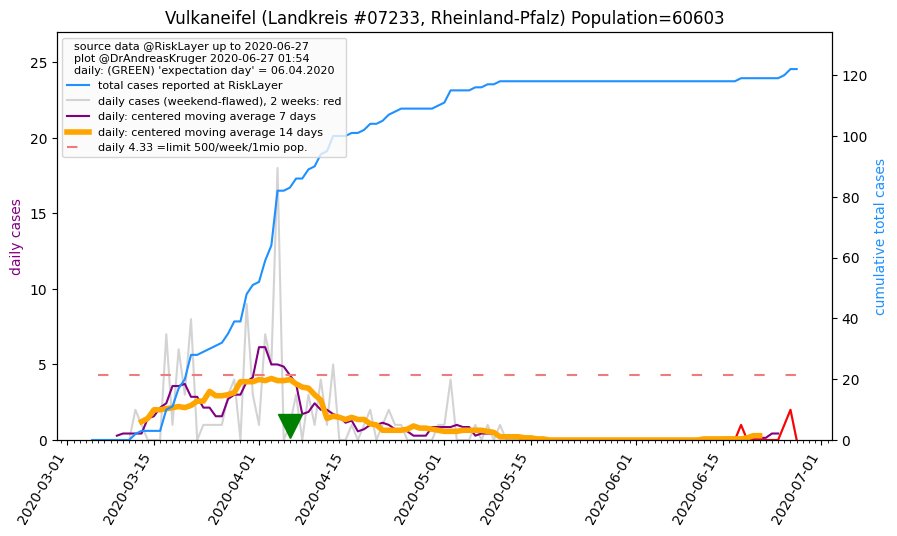 Vulkaneifel (Landkreis #07233, Rheinland-Pfalz) Population=60603
source data @RiskLayer up to 2020-06-27
plot @DrAndreasKruger 2020-06-27 01:54
daily: (GREEN) 'expectation day' = 06.04.2020
total cases reported at RiskLayer
daily cases (weekend-flawed), 2 weeks: red
daily: centered moving average 7 days
daily: centered moving average 14 days
daily 4.33 =limit 500/week/1mio pop.
daily cases
25
20
15
10
5
0
cumulative total cases
120
100
80
60
40
20
0
2020-03-01
2020-03-15
2020-04-01
2020-04-15
2020-05-01
2020-05-15
2020-06-01
2020-06-15
2020-07-01